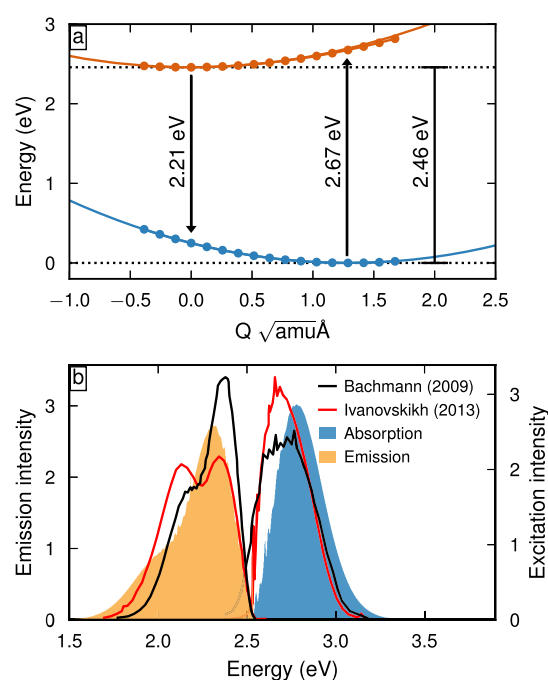 a
3
2
1
0
Energy (eV)
2.21 eV
2.67 eV
2.46 eV
−1.0 −0.5 0.0 0.5 1.0 1.5 2.0 2.5
Q √amuÅ
b
3
2
1
0
Emission intensity
Bachmann (2009)
Ivanovskikh (2013)
Absorption
Emission
3
2
1
0
Excitation intensity
1.5 2.0 2.5 3.0 3.5
Energy (eV)